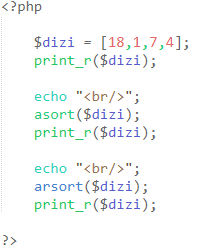 <?php
$dizi = [18,1,7,4];
print_r($dizi);
echo "<br/>";
asort($dizi);
print_r($dizi);
echo "<br/>";
arsort($dizi);
print_r($dizi);
?>